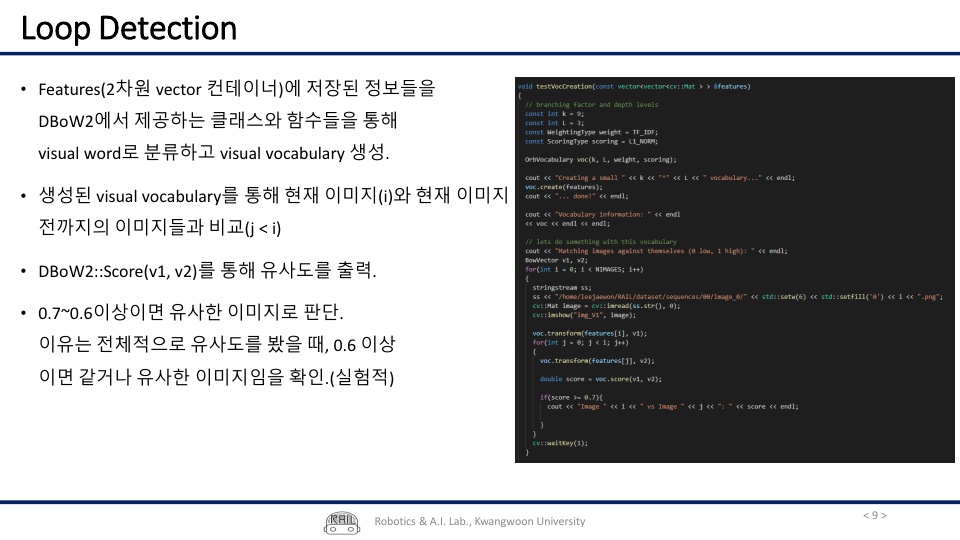 Loop Detection
• Features(2차원 vector 컨테이너)에 저장된 정보들을
DBoW2에서 제공하는 클래스와 함수들을 통해
visual word로 분류하고 visual vocabulary 생성.
• 생성된 visual vocabulary를 통해 현재 이미지(i)와 현재 이미지
전까지의 이미지들과 비교(j < i)
• DBoW2::Score(v1, v2)를 통해 유사도를 출력.
• 0.7~0.6이상이면 유사한 이미지로 판단.
이유는 전체적으로 유사도를 봤을 때, 0.6 이상
이면 같거나 유사한 이미지임을 확인.(실험적)
void testVocCreation(const vector<vector<cv::Mat > > &features)
{
// branching factor and depth levels
const int k = 9;
const int L = 3;
const WeightingType weight = TF_IDF;
const ScoringType scoring = L1_NORM;
OrbVocabulary voc(k, L, weight, scoring);
cout << "Creating a small " << k << "^" << L << " vocabulary..." << endl;
voc.create(features);
cout << "... done!" << endl;
cout << "Vocabulary information: " << endl
<< voc << endl << endl;
// lets do something with this vocabulary
cout << "Matching images against themselves (0 low, 1 high): " << endl;
BowVector v1, v2;
for(int i = 0; i < NIMAGES; i++)
{
stringstream ss;
ss << "/home/leejaewon/RAIL/dataset/sequences/00/image_0/" << std::setw(6) << std::setfill('0') << i << ".png";
cv::Mat image = cv::imread(ss.str(), 0);
cv::imshow("img_V1", image);
voc.transform(features[i], v1);
for(int j = 0; j < i; j++)
{
voc.transform(features[j], v2);
double score = voc.score(v1, v2);
if(score >= 0.7){
cout << "Image " << i << " vs Image " << j << ": " << score << endl;
}
}
cv::waitKey(1);
}
RAIL
Robotics & A.I. Lab., Kwangwoon University
< 9 >